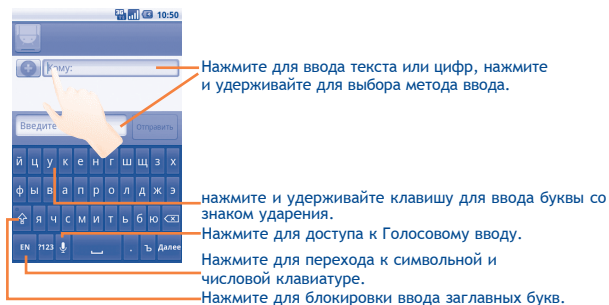 3G 10:50
Кому:
Нажмите для ввода текста или цифр, нажмите
и удерживайте для выбора метода ввода.
Введите
Отправить
й ц у к е н г ш щ з х
ф ы в а п р о л д ж э
я ч с м и т ь б ю
EN ?123 . ъ Далее
нажмите и удерживайте клавишу для ввода буквы со
знаком ударения.
Нажмите для доступа к Голосовому вводу.
Нажмите для перехода к символьной и
числовой клавиатуре.
Нажмите для блокировки ввода заглавных букв.